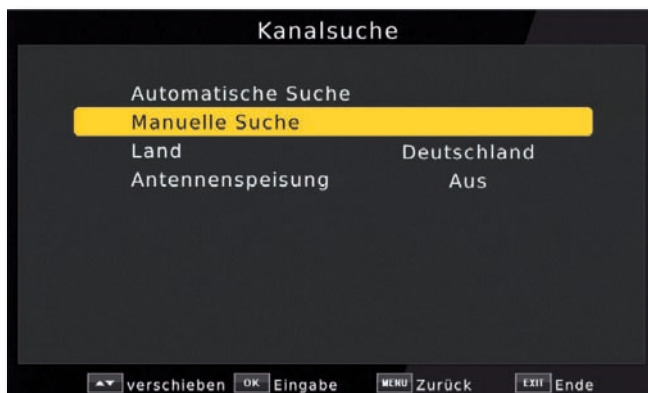 Kanalsuche
Automatische Suche
Manuelle Suche
Land Deutschland
Antennenspeisung Aus
verschieben OK Eingabe MENU Zurück EXIT Ende